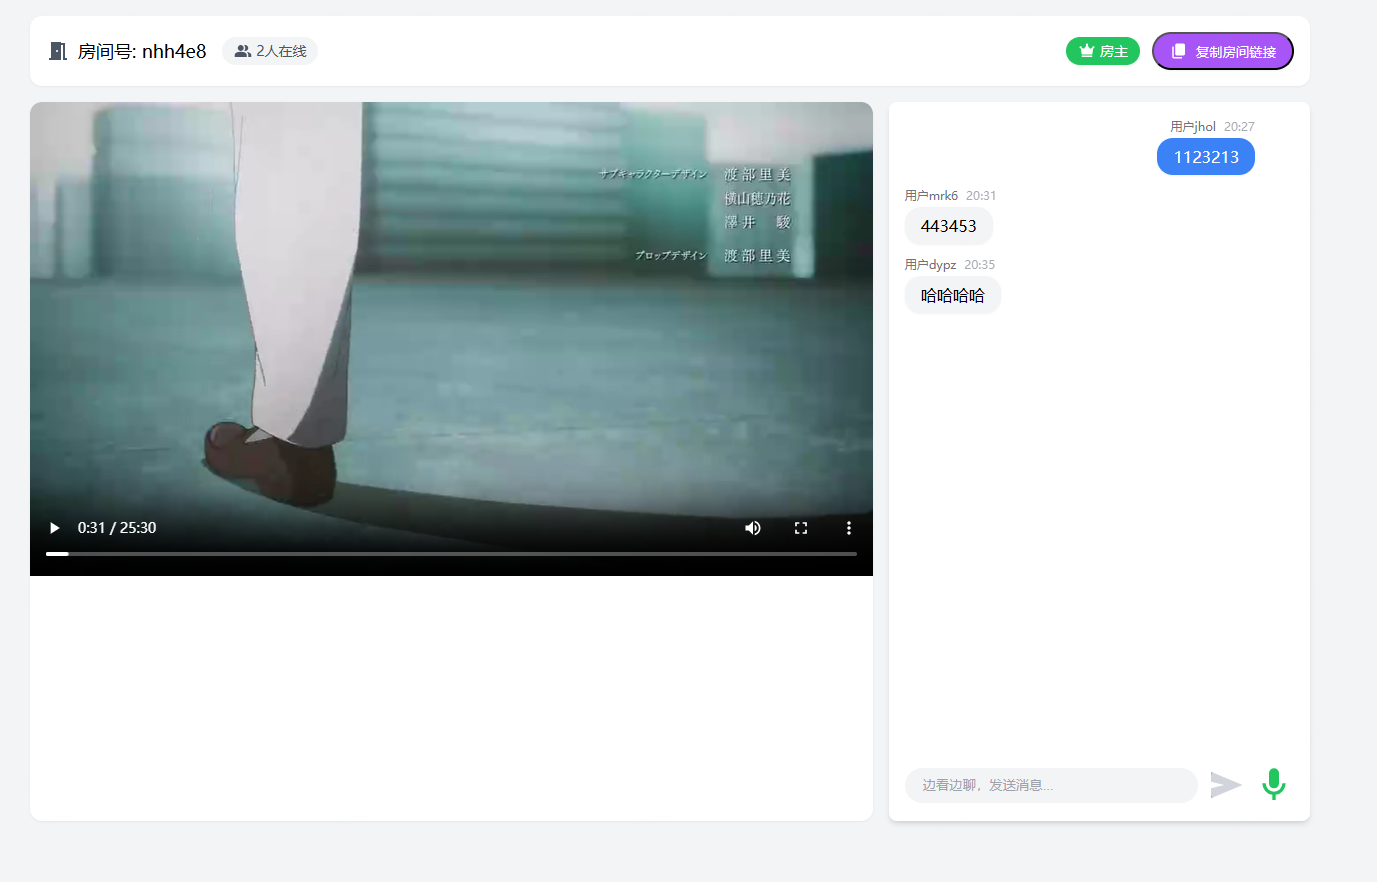 房间号: nhh4e8
2人在线
房主
复制房间链接
サブキャラクターデザイン 渡部里美
横山穂乃花
澤井 駿
プロップデザイン 渡部里美
0:31 / 25:30
用户jhol 20:27
1123213
用户mrk6 20:31
443453
用户dypz 20:35
哈哈哈哈
边看边聊，发送消息...